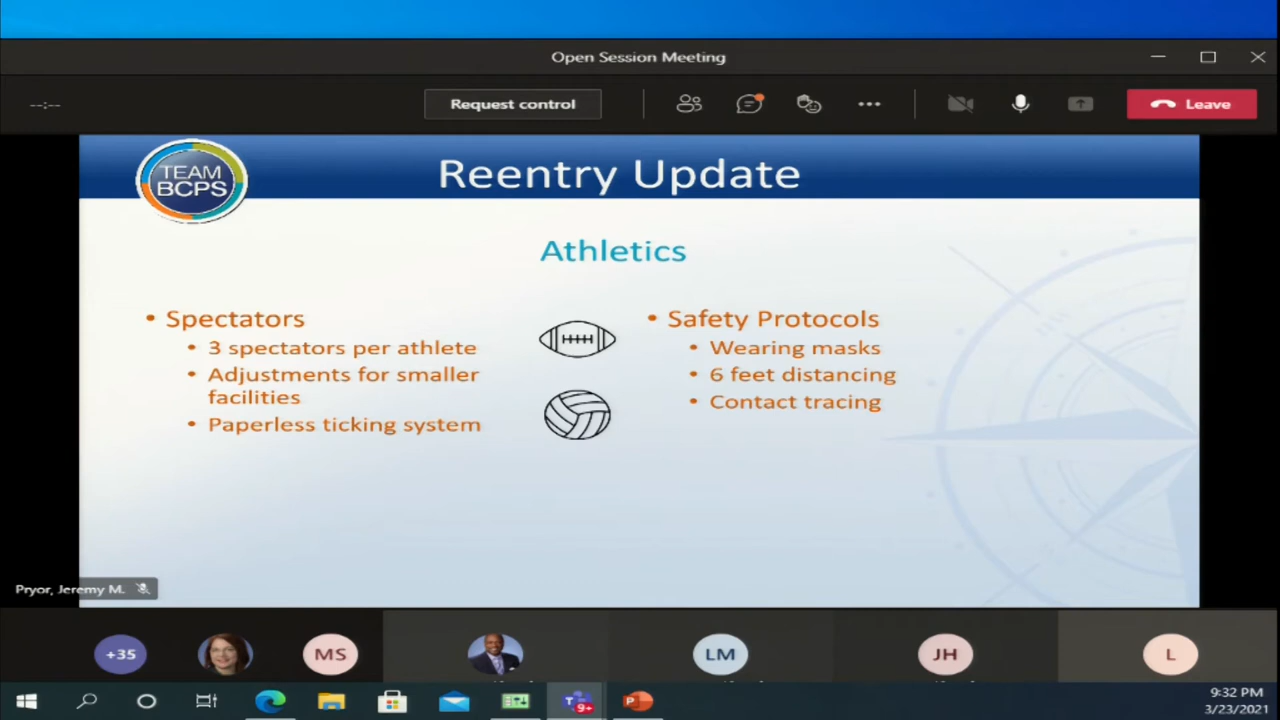 Open Session Meeting
--:--
Request control
Leave
TEAM
BCPS
Reentry Update
Athletics
• Spectators
• 3 spectators per athlete
• Adjustments for smaller
facilities
• Paperless ticking system
• Safety Protocols
• Wearing masks
• 6 feet distancing
• Contact tracing
Pryor, Jeremy M.
+35
MS
LM
JH
L
9+
9:32 PM
3/23/2021